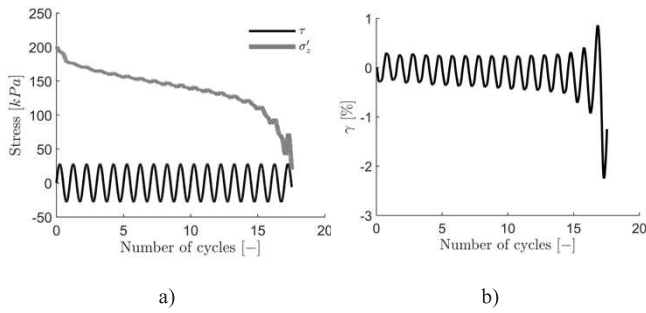 250
200
150
100
50
0
-50
Stress [kPa]
τ
σ′z
0 5 10 15 20
Number of cycles [−]
a)
1
0
-1
-2
-3
γ [%]
0 5 10 15 20
Number of cycles [−]
b)